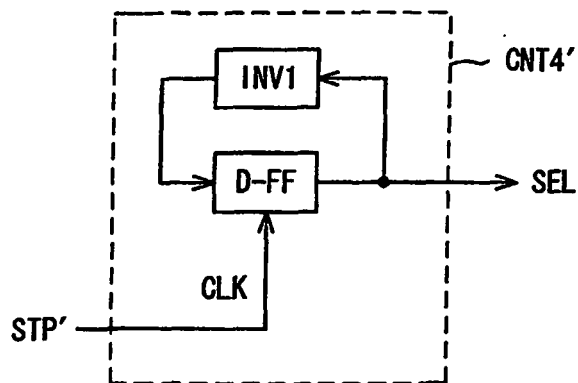 INV1
CNT4′
D-FF
SEL
CLK
STP′